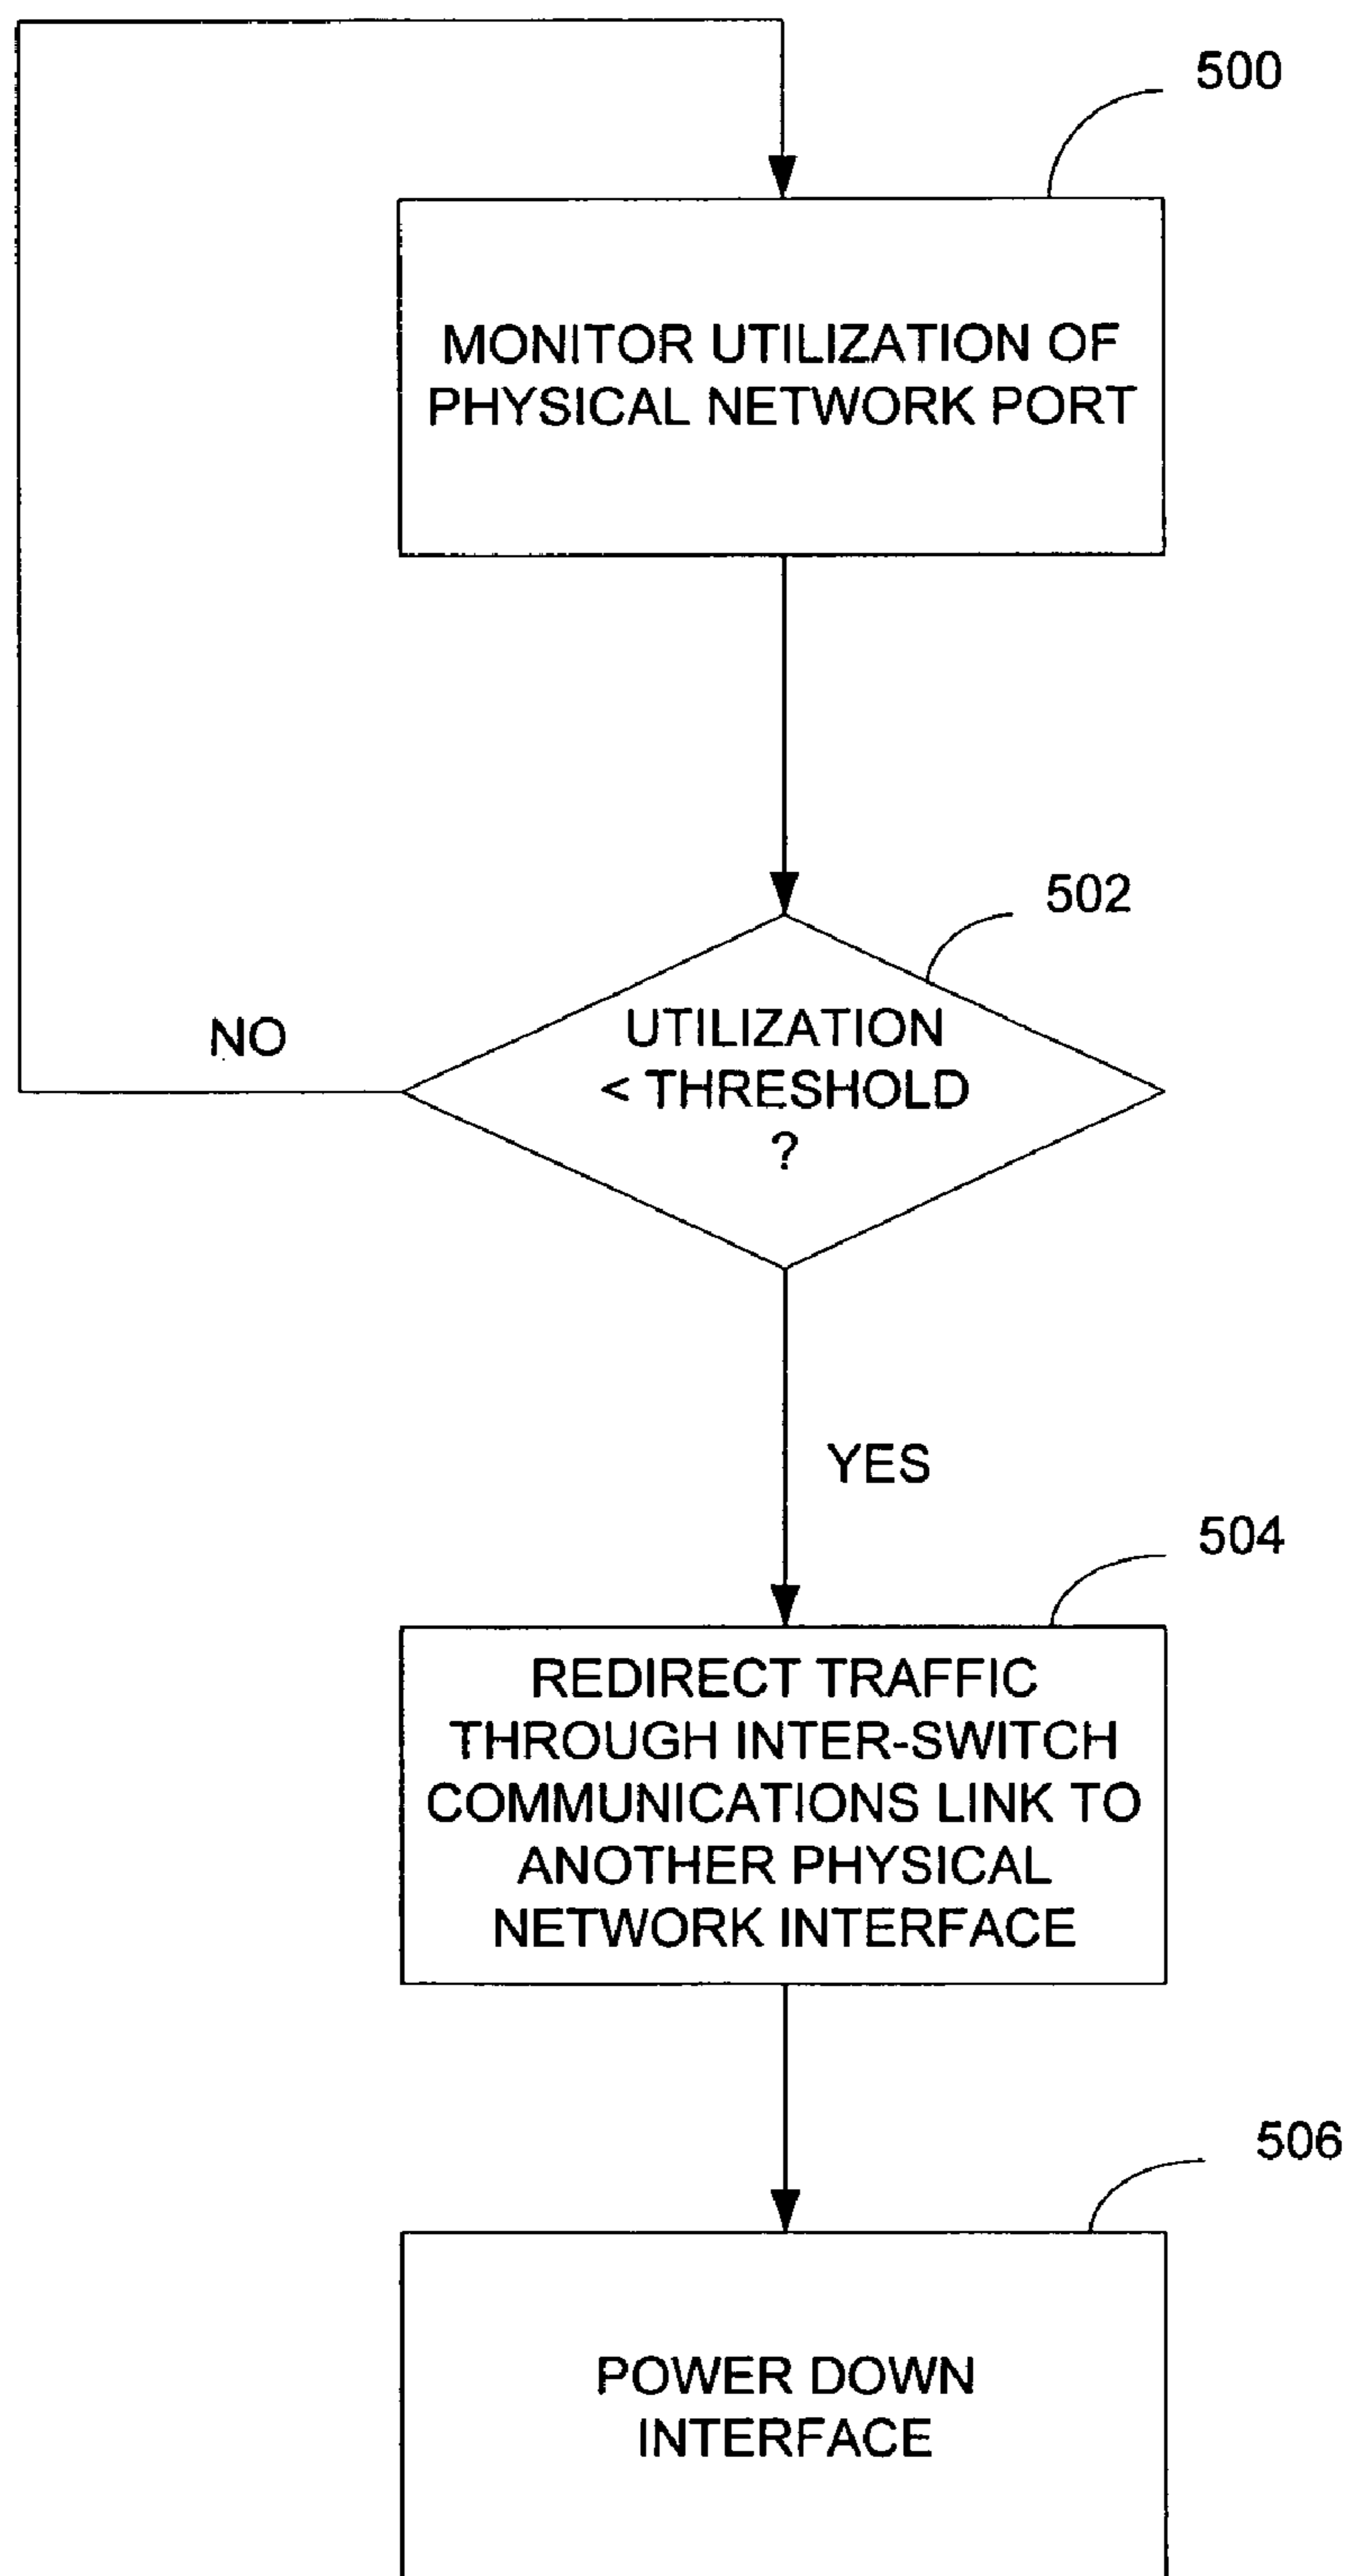 500
MONITOR UTILIZATION OF
PHYSICAL NETWORK PORT
502
UTILIZATION
< THRESHOLD
?
NO
YES
504
REDIRECT TRAFFIC
THROUGH INTER-SWITCH
COMMUNICATIONS LINK TO
ANOTHER PHYSICAL
NETWORK INTERFACE
506
POWER DOWN
INTERFACE